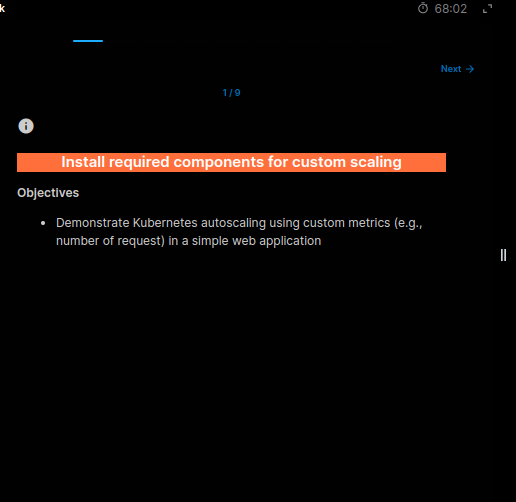 k
68:02
Next →
1 / 9
Install required components for custom scaling
Objectives
• Demonstrate Kubernetes autoscaling using custom metrics (e.g.,
number of request) in a simple web application